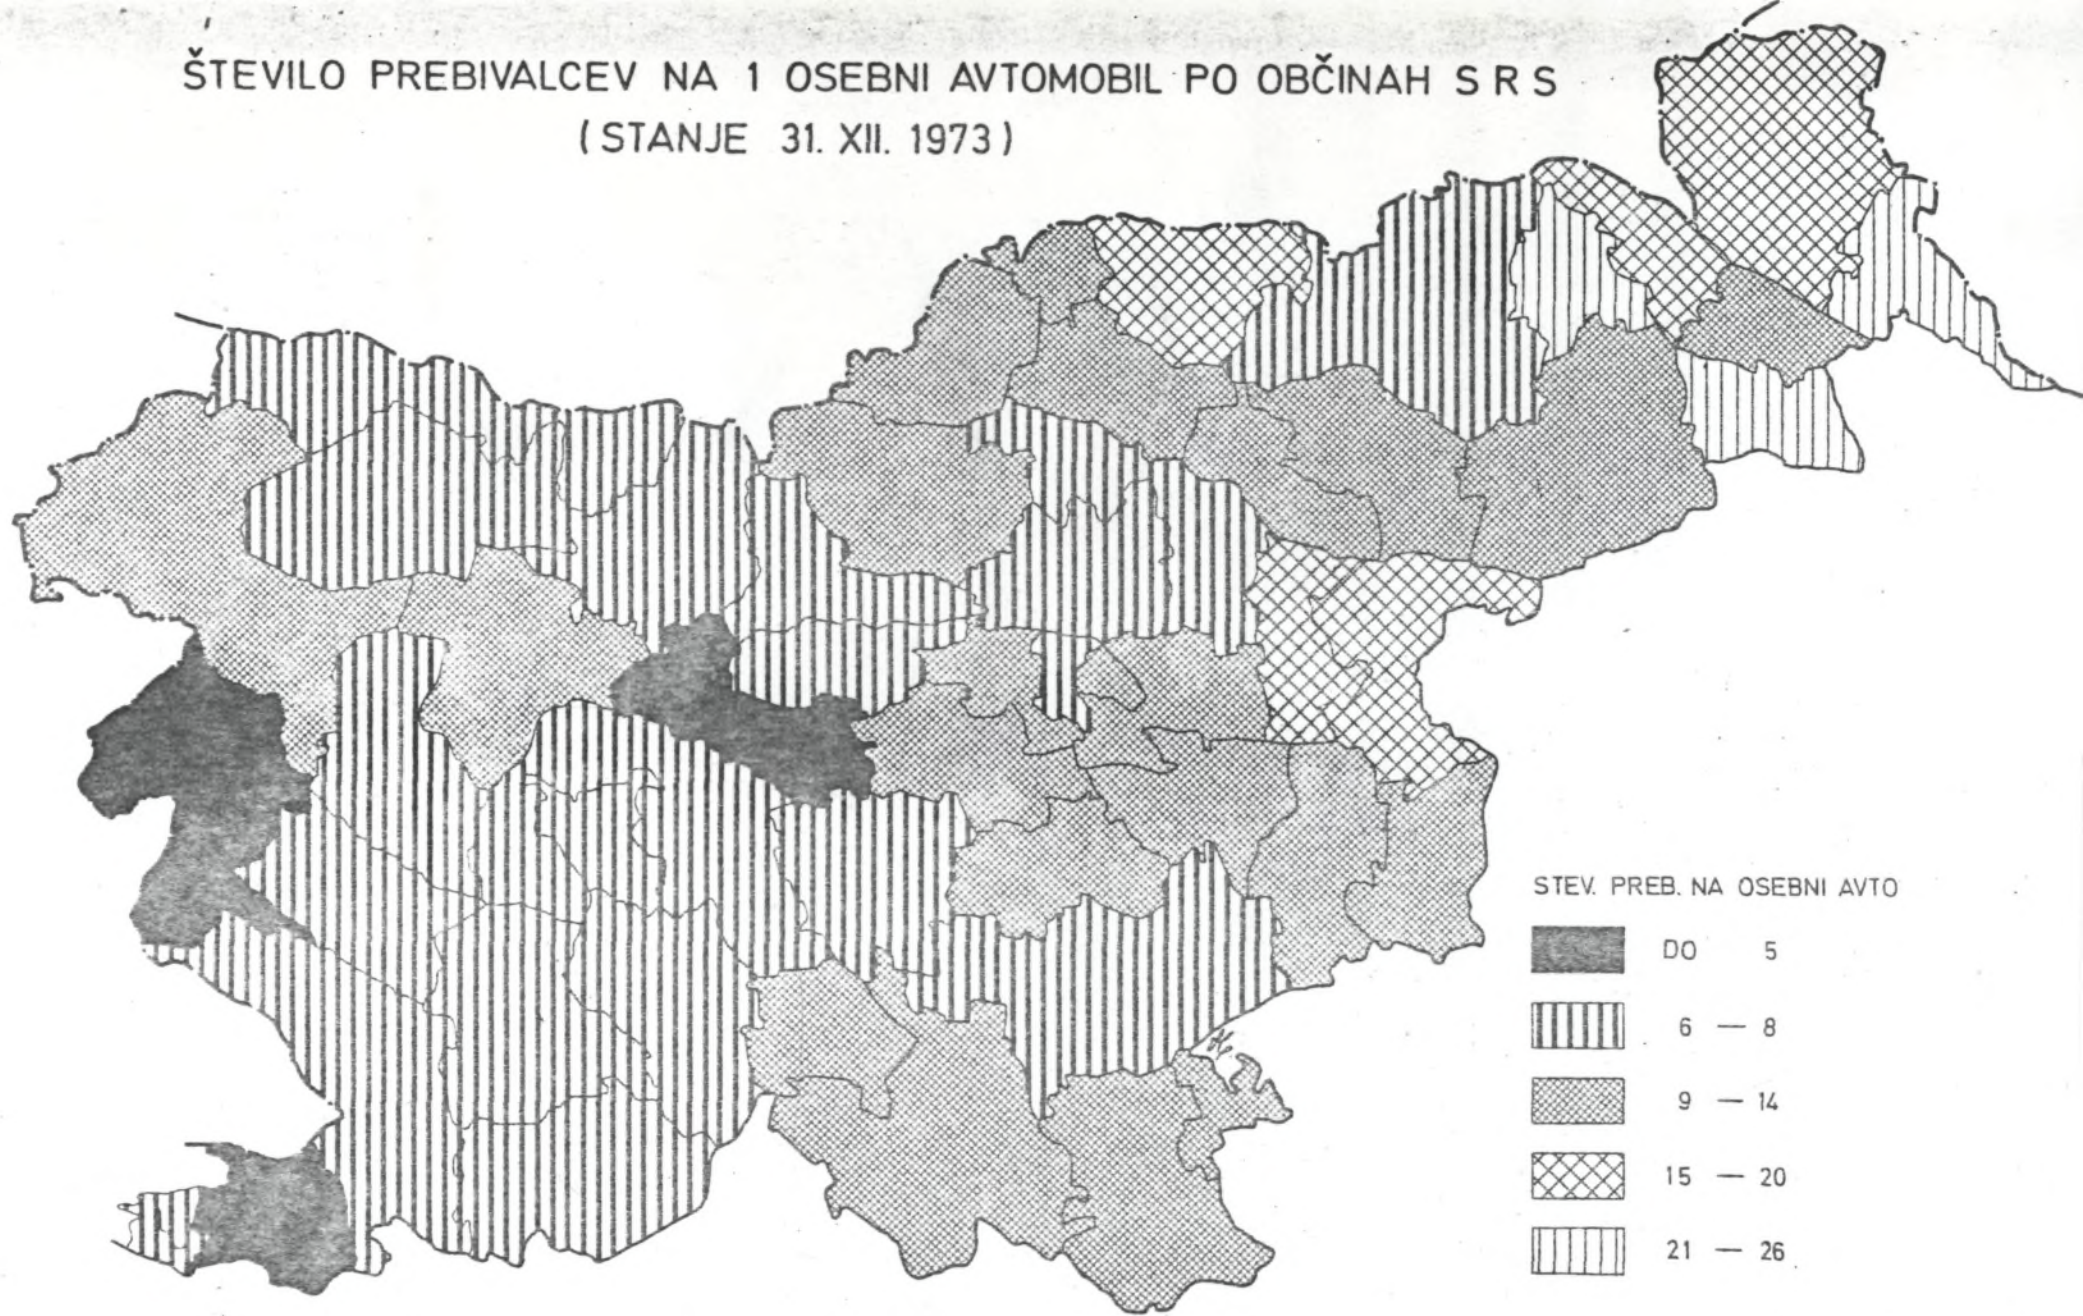 ŠTEVILO PREBIVALCEV NA 1 OSEBNI AVTOMOBIL PO OBČINAH S R S
(STANJE 31. XII. 1973)
STEV. PREB. NA OSEBNI AVTO
DO 5
6 — 8
9 — 14
15 — 20
21 — 26